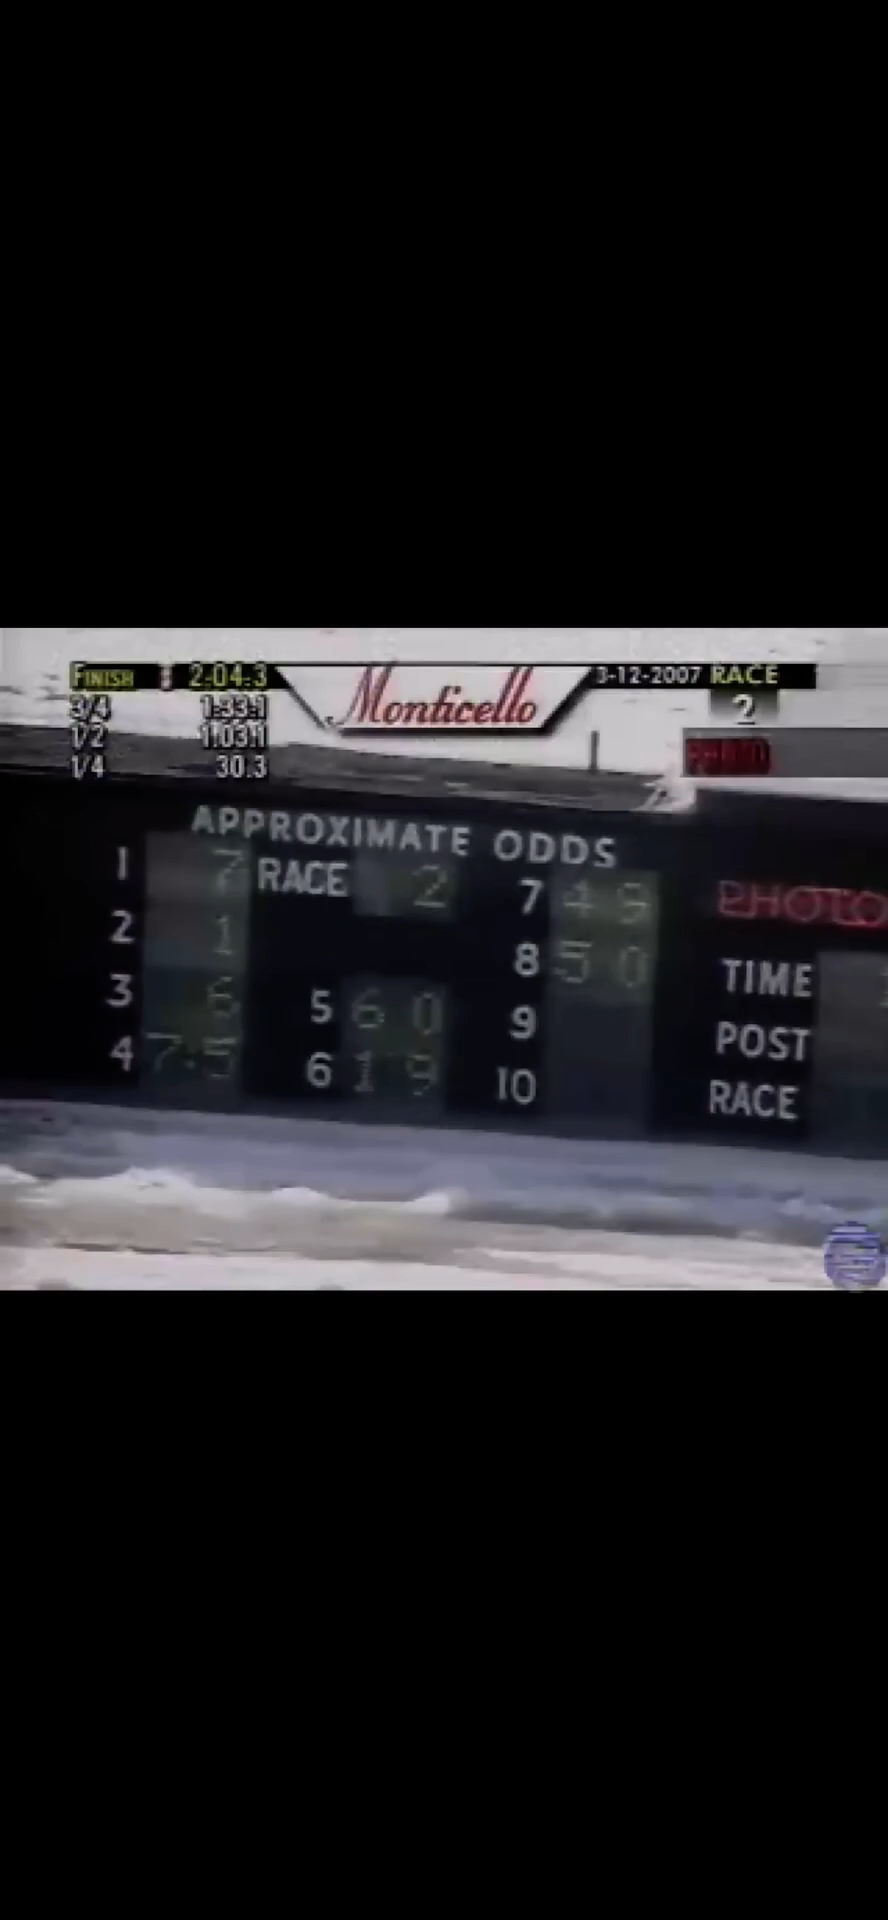 FINISH 2:04:3
3/4 1:33:1
1/2 1:03:1
1/4 30.3
Monticello
3-12-2007 RACE
2
PHOTO
APPROXIMATE ODDS
1 7 RACE 2 7 49
2 1 8 50
3 5 60 9
4 7-5 6 19 10
PHOTO
TIME
POST
RACE